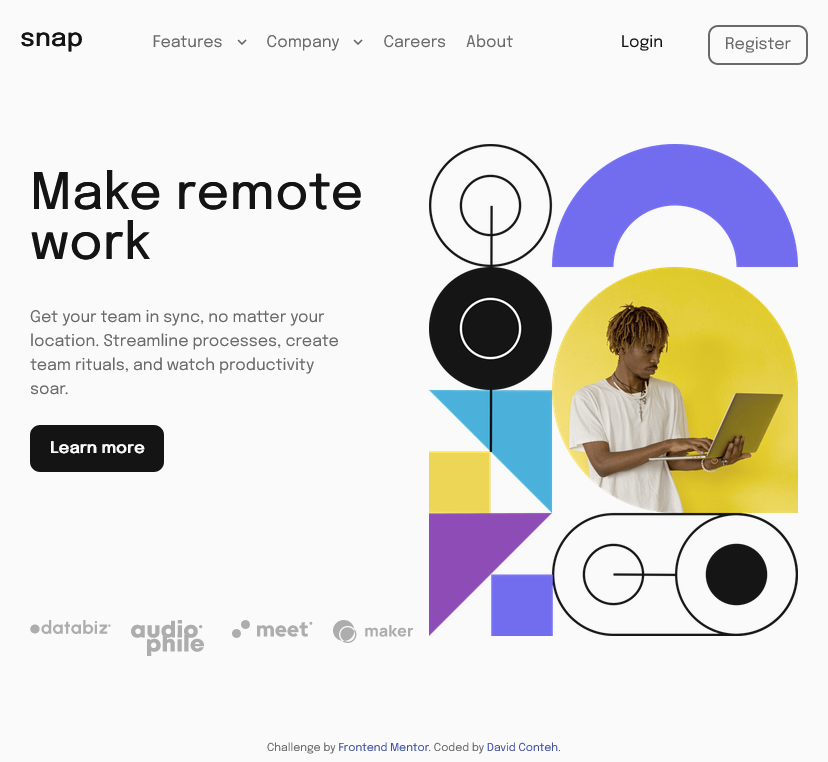 snap
Features
Company
Careers
About
Login
Register
Make remote
work
Get your team in sync, no matter your
location. Streamline processes, create
team rituals, and watch productivity
soar.
Learn more
databiz
audio
phile
meet
maker
Challenge by Frontend Mentor. Coded by David Conteh.